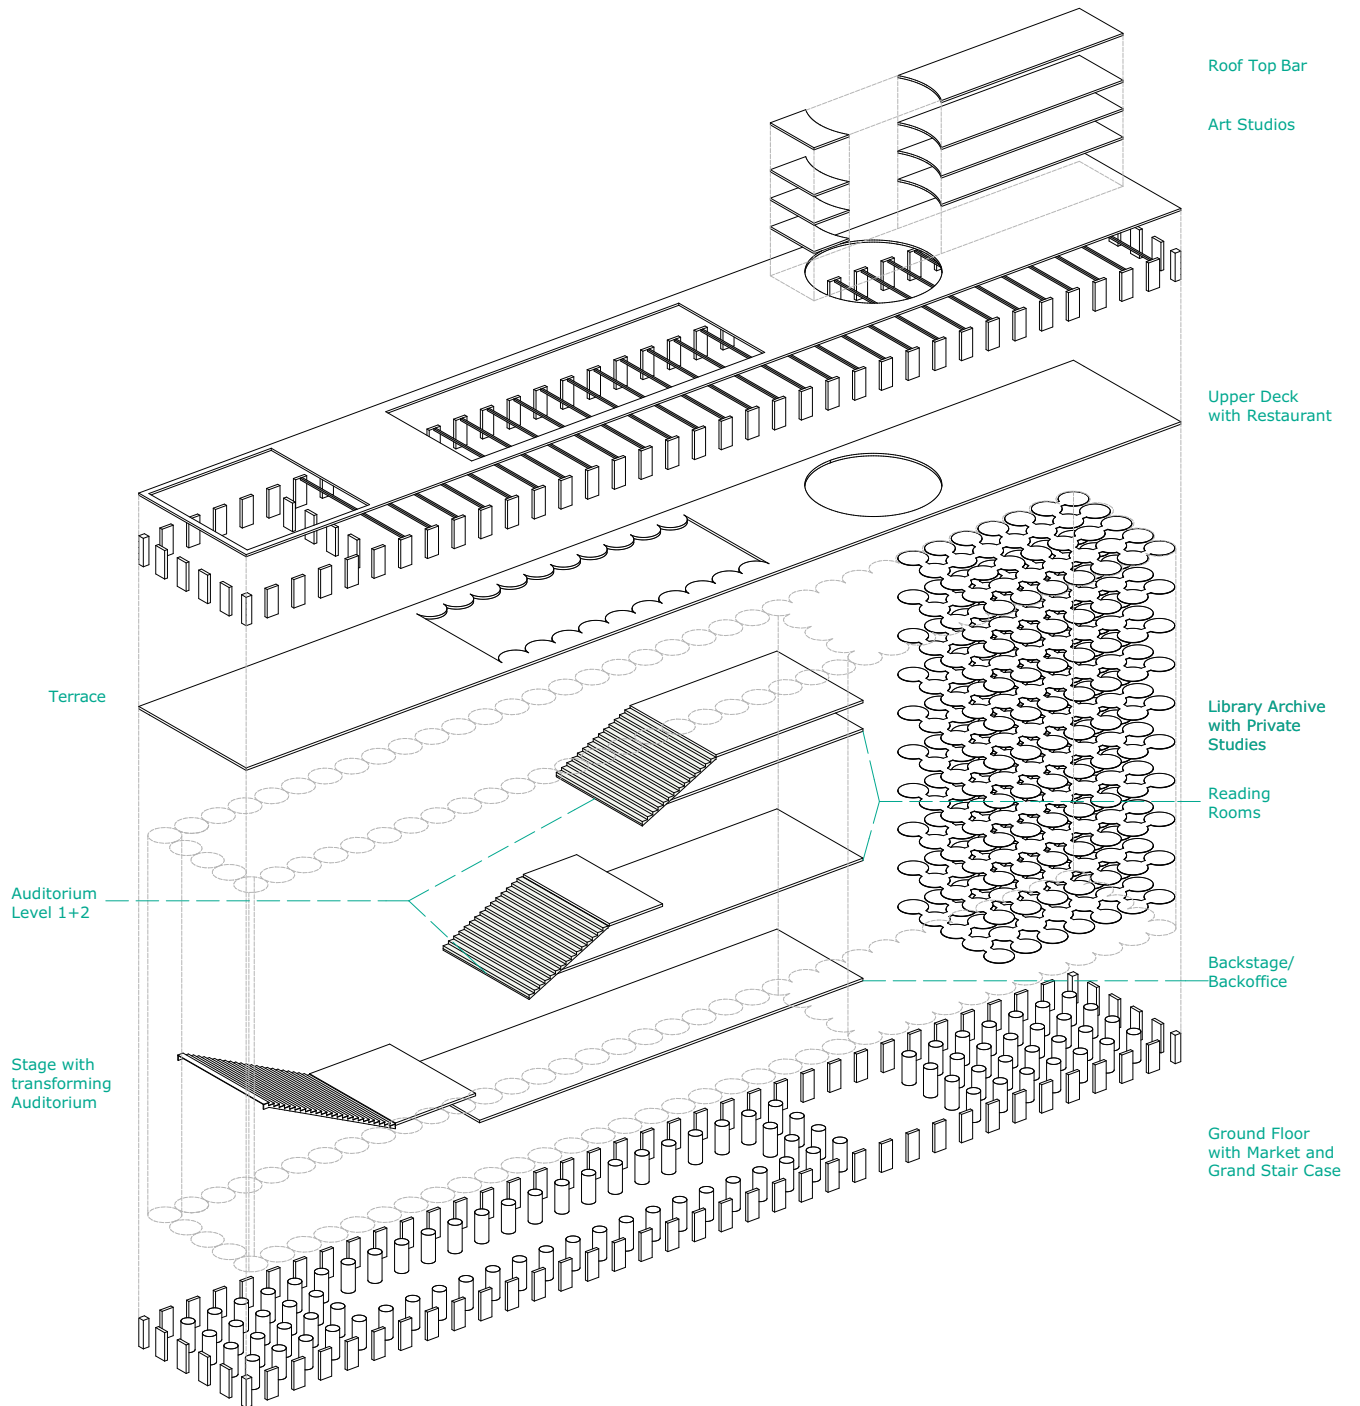 Roof Top Bar
Art Studios
Upper Deck
with Restaurant
Terrace
Library Archive
with Private
Studies
Reading
Rooms
Auditorium
Level 1+2
Backstage/
Backoffice
Stage with
transforming
Auditorium
Ground Floor
with Market and
Grand Stair Case